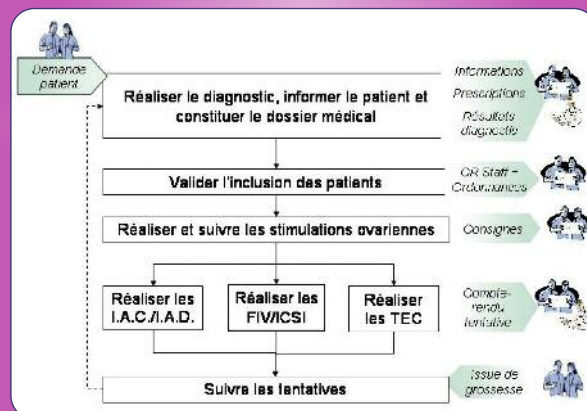 Demande
patient
Réaliser le diagnostic, informer le patient et
constituer le dossier médical
Informations
Prescriptions
Résultats
diagnostic
Valider l'inclusion des patients
CR Staff –
Ordonnances
Réaliser et suivre les stimulations ovariennes
Consignes
Réaliser les
I.A.C./I.A.D.
Réaliser les
FIV/ICSI
Réaliser
les TEC
Compte-
rendu
tentative
Suivre les tentatives
Issue de
grossesse